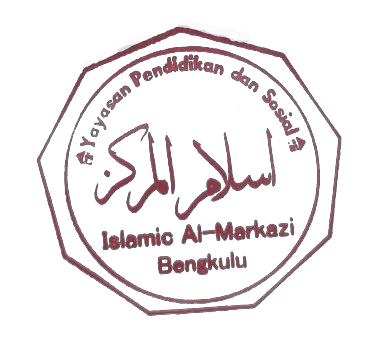 Yayasan Pendidikan dan Sosial
اسلام المركز
Islamic Al-Markazi
Bengkulu